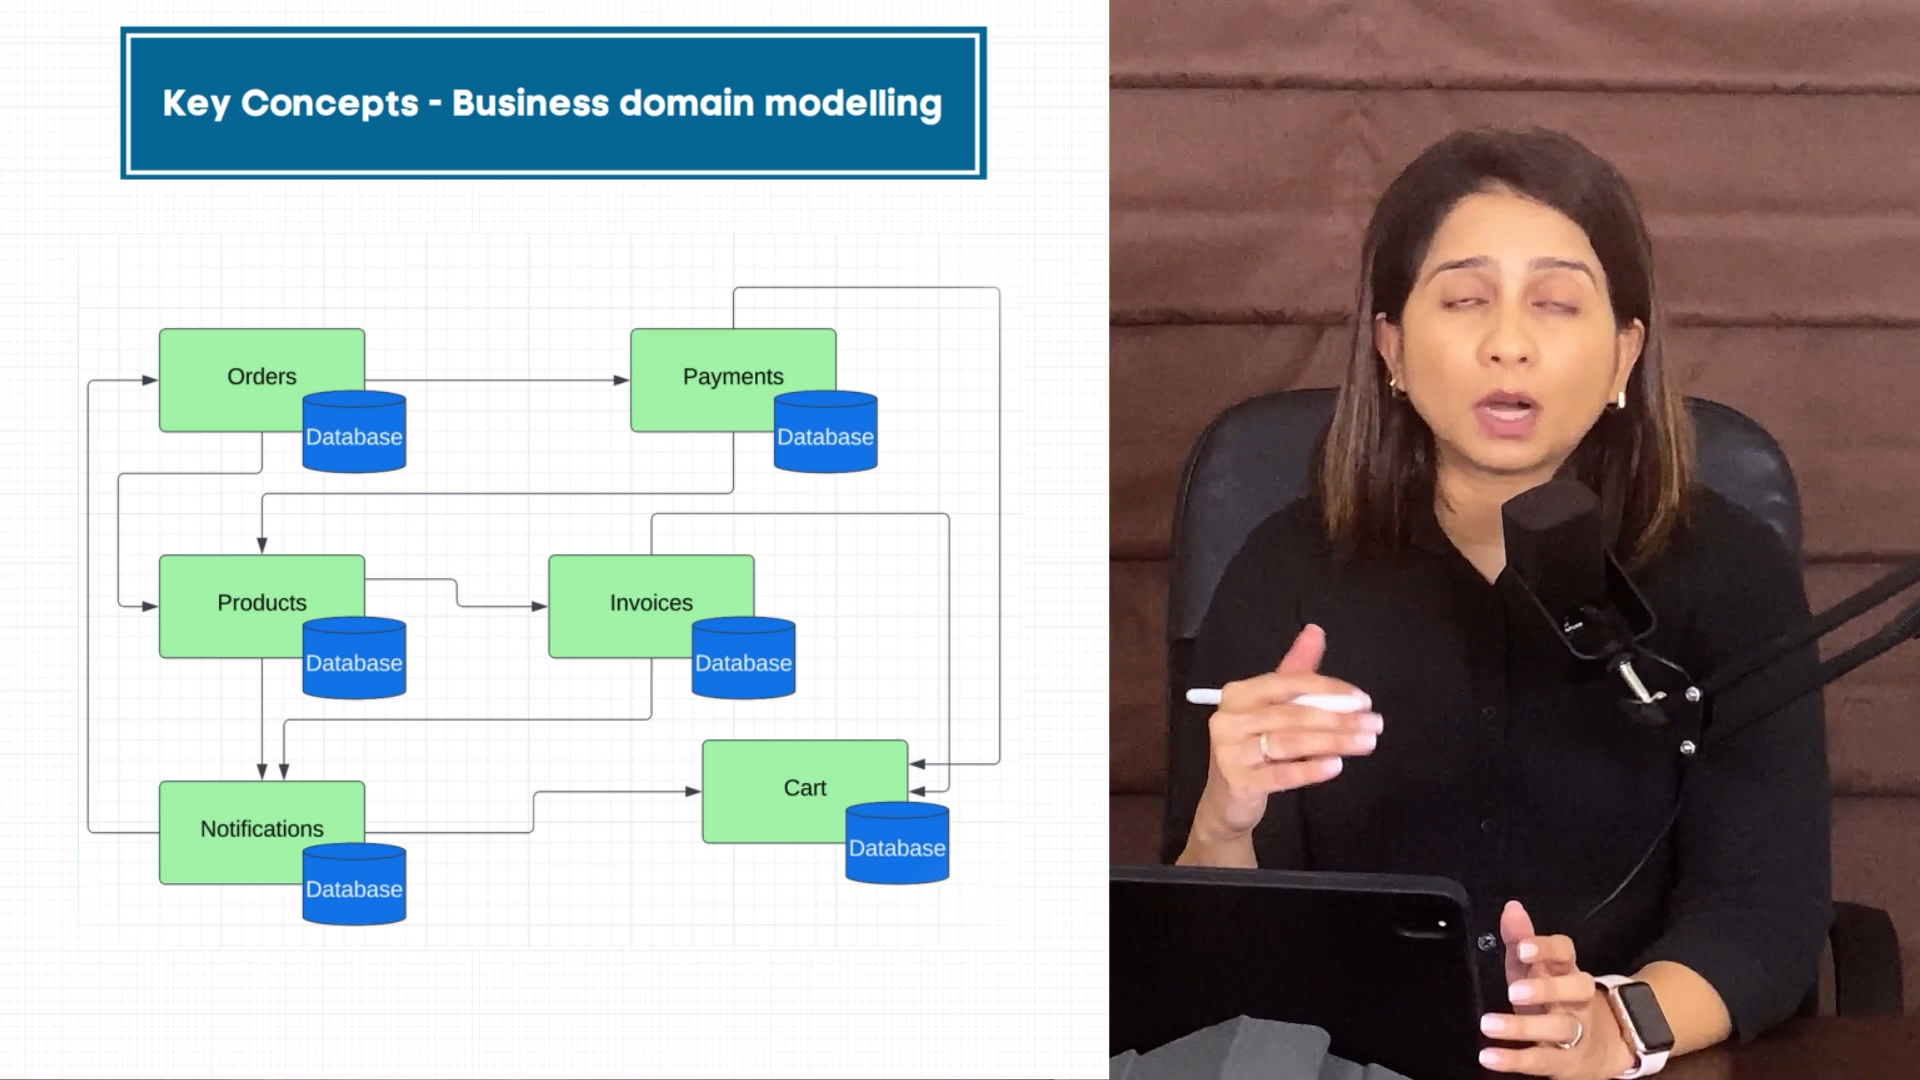 Key Concepts - Business domain modelling
Orders
Database
Payments
Database
Products
Database
Invoices
Database
Notifications
Database
Cart
Database